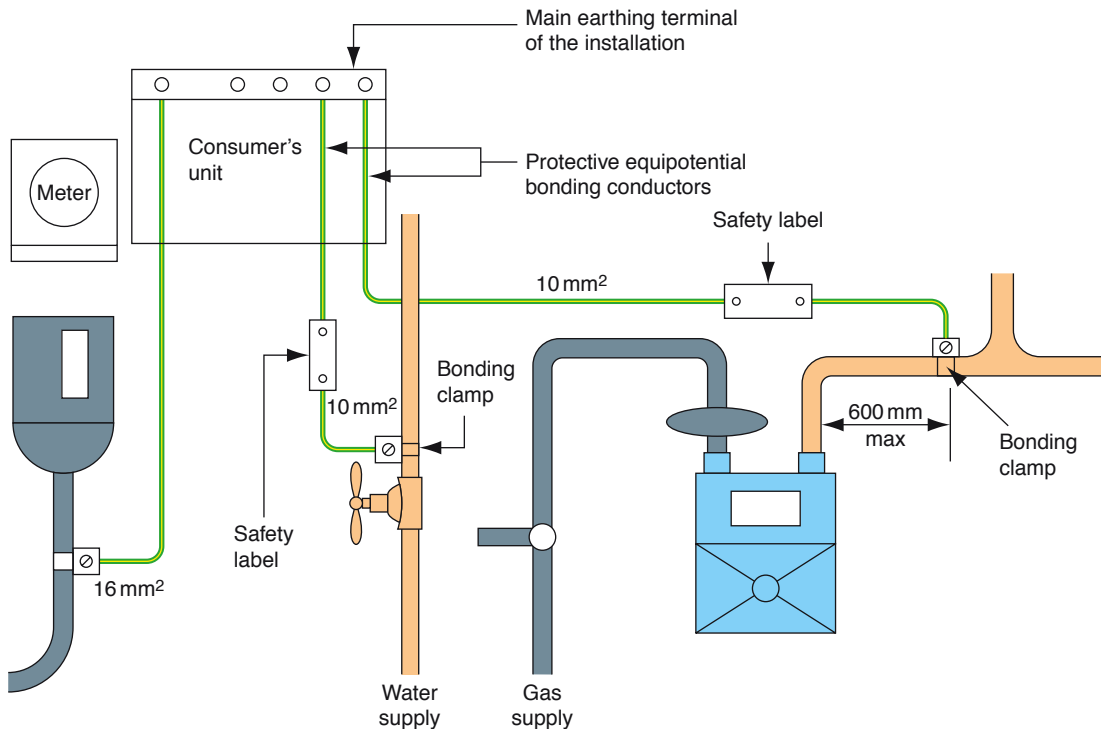 Main earthing terminal
of the installation
Consumer's
unit
Meter
Protective equipotential
bonding conductors
Safety label
10 mm²
Bonding
clamp
10 mm²
600 mm
max
Bonding
clamp
Safety
label
16 mm²
Water
supply
Gas
supply